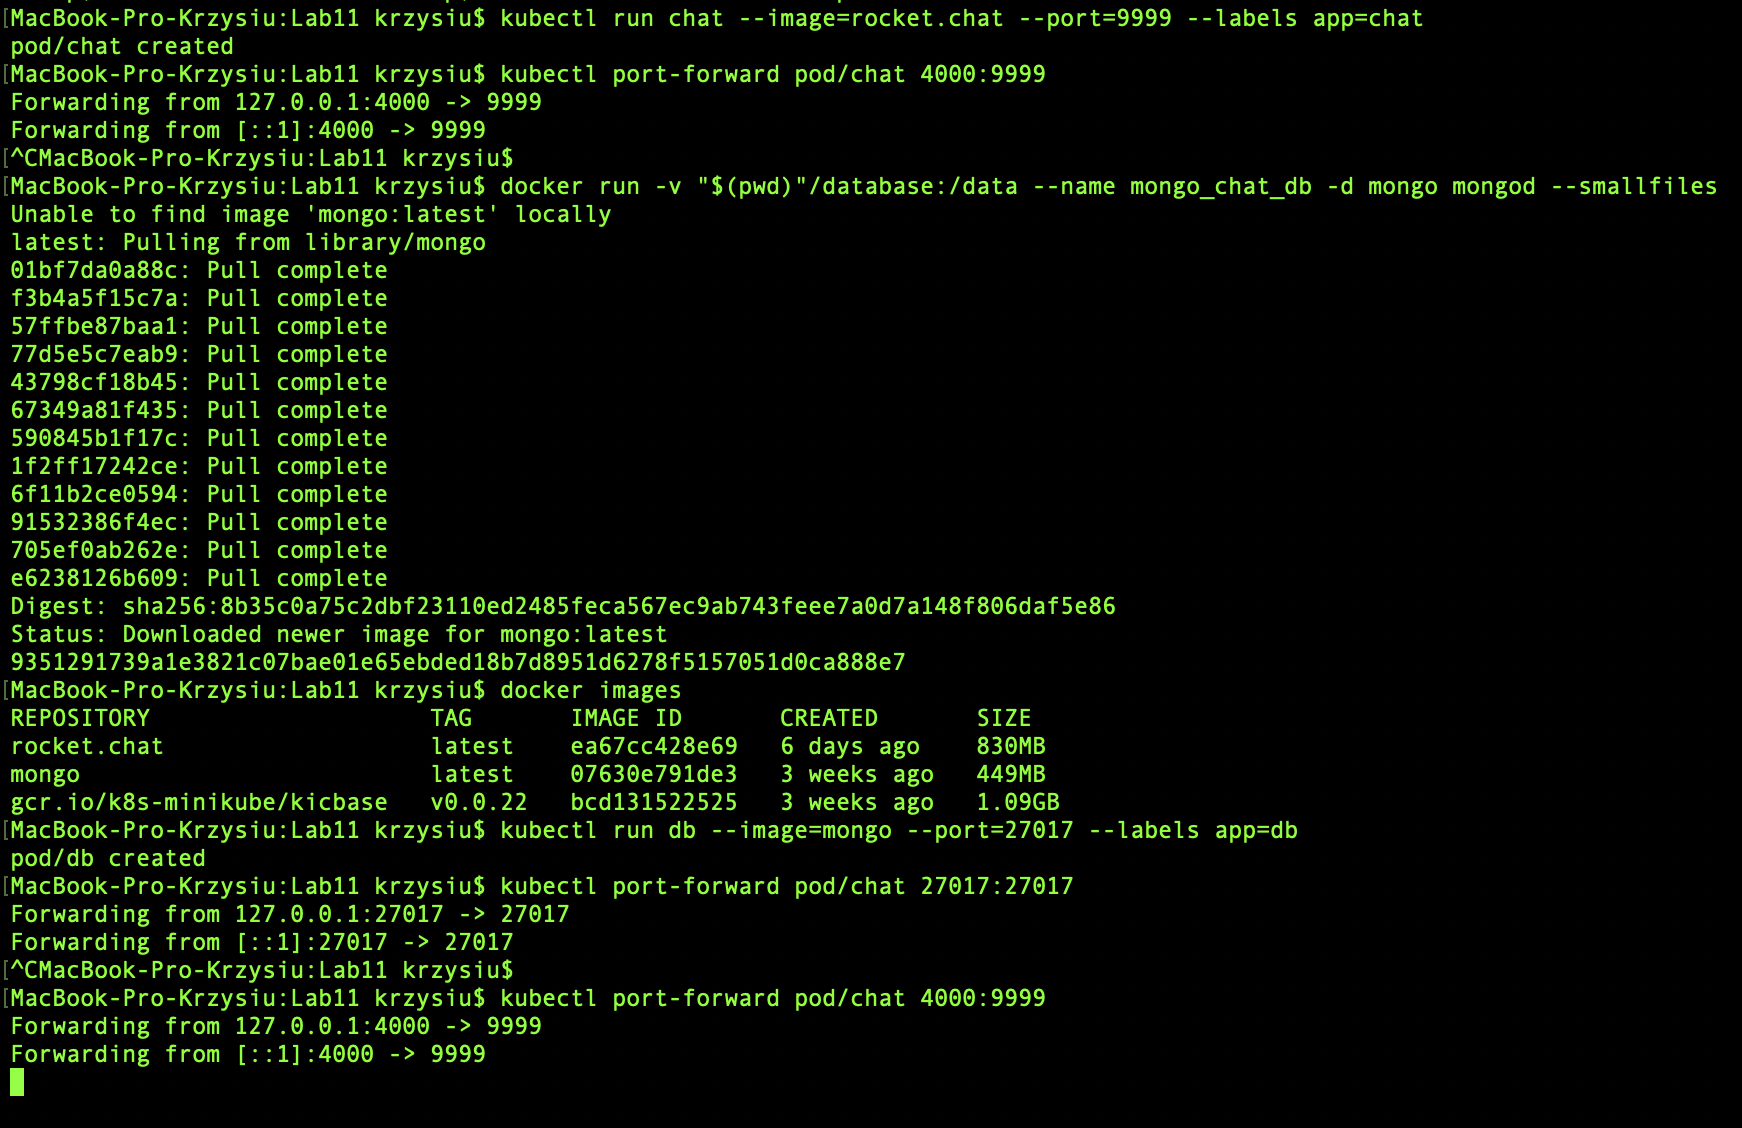 [MacBook-Pro-Krzysiu:Lab11 krzysiu$ kubectl run chat --image=rocket.chat --port=9999 --labels app=chat
pod/chat created
[MacBook-Pro-Krzysiu:Lab11 krzysiu$ kubectl port-forward pod/chat 4000:9999
Forwarding from 127.0.0.1:4000 -> 9999
Forwarding from [::1]:4000 -> 9999
[^CMacBook-Pro-Krzysiu:Lab11 krzysiu$
[MacBook-Pro-Krzysiu:Lab11 krzysiu$ docker run -v "$(pwd)"/database:/data --name mongo_chat_db -d mongo mongod --smallfiles
Unable to find image 'mongo:latest' locally
latest: Pulling from library/mongo
01bf7da0a88c: Pull complete
f3b4a5f15c7a: Pull complete
57ffbe87baa1: Pull complete
77d5e5c7eab9: Pull complete
43798cf18b45: Pull complete
67349a81f435: Pull complete
590845b1f17c: Pull complete
1f2ff17242ce: Pull complete
6f11b2ce0594: Pull complete
91532386f4ec: Pull complete
705ef0ab262e: Pull complete
e6238126b609: Pull complete
Digest: sha256:8b35c0a75c2dbf23110ed2485feca567ec9ab743feee7a0d7a148f806daf5e86
Status: Downloaded newer image for mongo:latest
9351291739a1e3821c07bae01e65ebded18b7d8951d6278f5157051d0ca888e7
[MacBook-Pro-Krzysiu:Lab11 krzysiu$ docker images
REPOSITORY                    TAG       IMAGE ID       CREATED       SIZE
rocket.chat                   latest    ea67cc428e69   6 days ago    830MB
mongo                         latest    07630e791de3   3 weeks ago   449MB
gcr.io/k8s-minikube/kicbase   v0.0.22   bcd131522525   3 weeks ago   1.09GB
[MacBook-Pro-Krzysiu:Lab11 krzysiu$ kubectl run db --image=mongo --port=27017 --labels app=db
pod/db created
[MacBook-Pro-Krzysiu:Lab11 krzysiu$ kubectl port-forward pod/chat 27017:27017
Forwarding from 127.0.0.1:27017 -> 27017
Forwarding from [::1]:27017 -> 27017
[^CMacBook-Pro-Krzysiu:Lab11 krzysiu$
[MacBook-Pro-Krzysiu:Lab11 krzysiu$ kubectl port-forward pod/chat 4000:9999
Forwarding from 127.0.0.1:4000 -> 9999
Forwarding from [::1]:4000 -> 9999